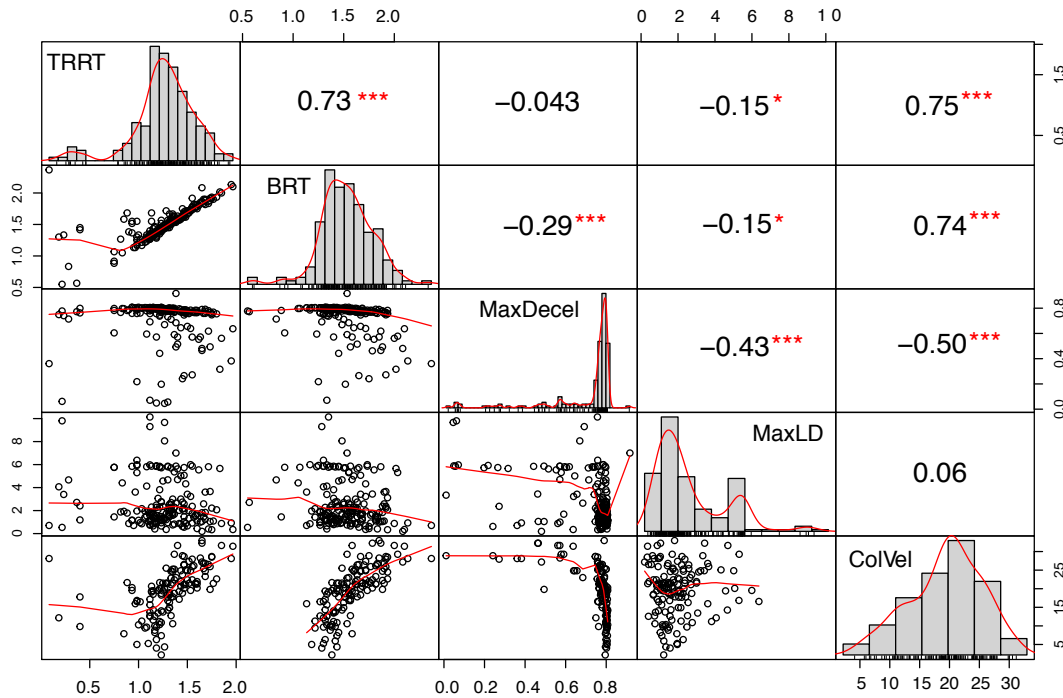 0.5 1.0 1.5 2.0 0 2 4 6 8 10
TRRT 0.73 *** −0.043 −0.15 * 0.75 *** 0.5 1.5
0.5 1.0 1.5 2.0 BRT −0.29 *** −0.15 * 0.74 ***
MaxDecel −0.43 *** −0.50 *** 0.0 0.4 0.8
0 2 4 6 8 MaxLD 0.06
ColVel 5 15 25
0.5 1.0 1.5 2.0 0.0 0.2 0.4 0.6 0.8 5 10 15 20 25 30